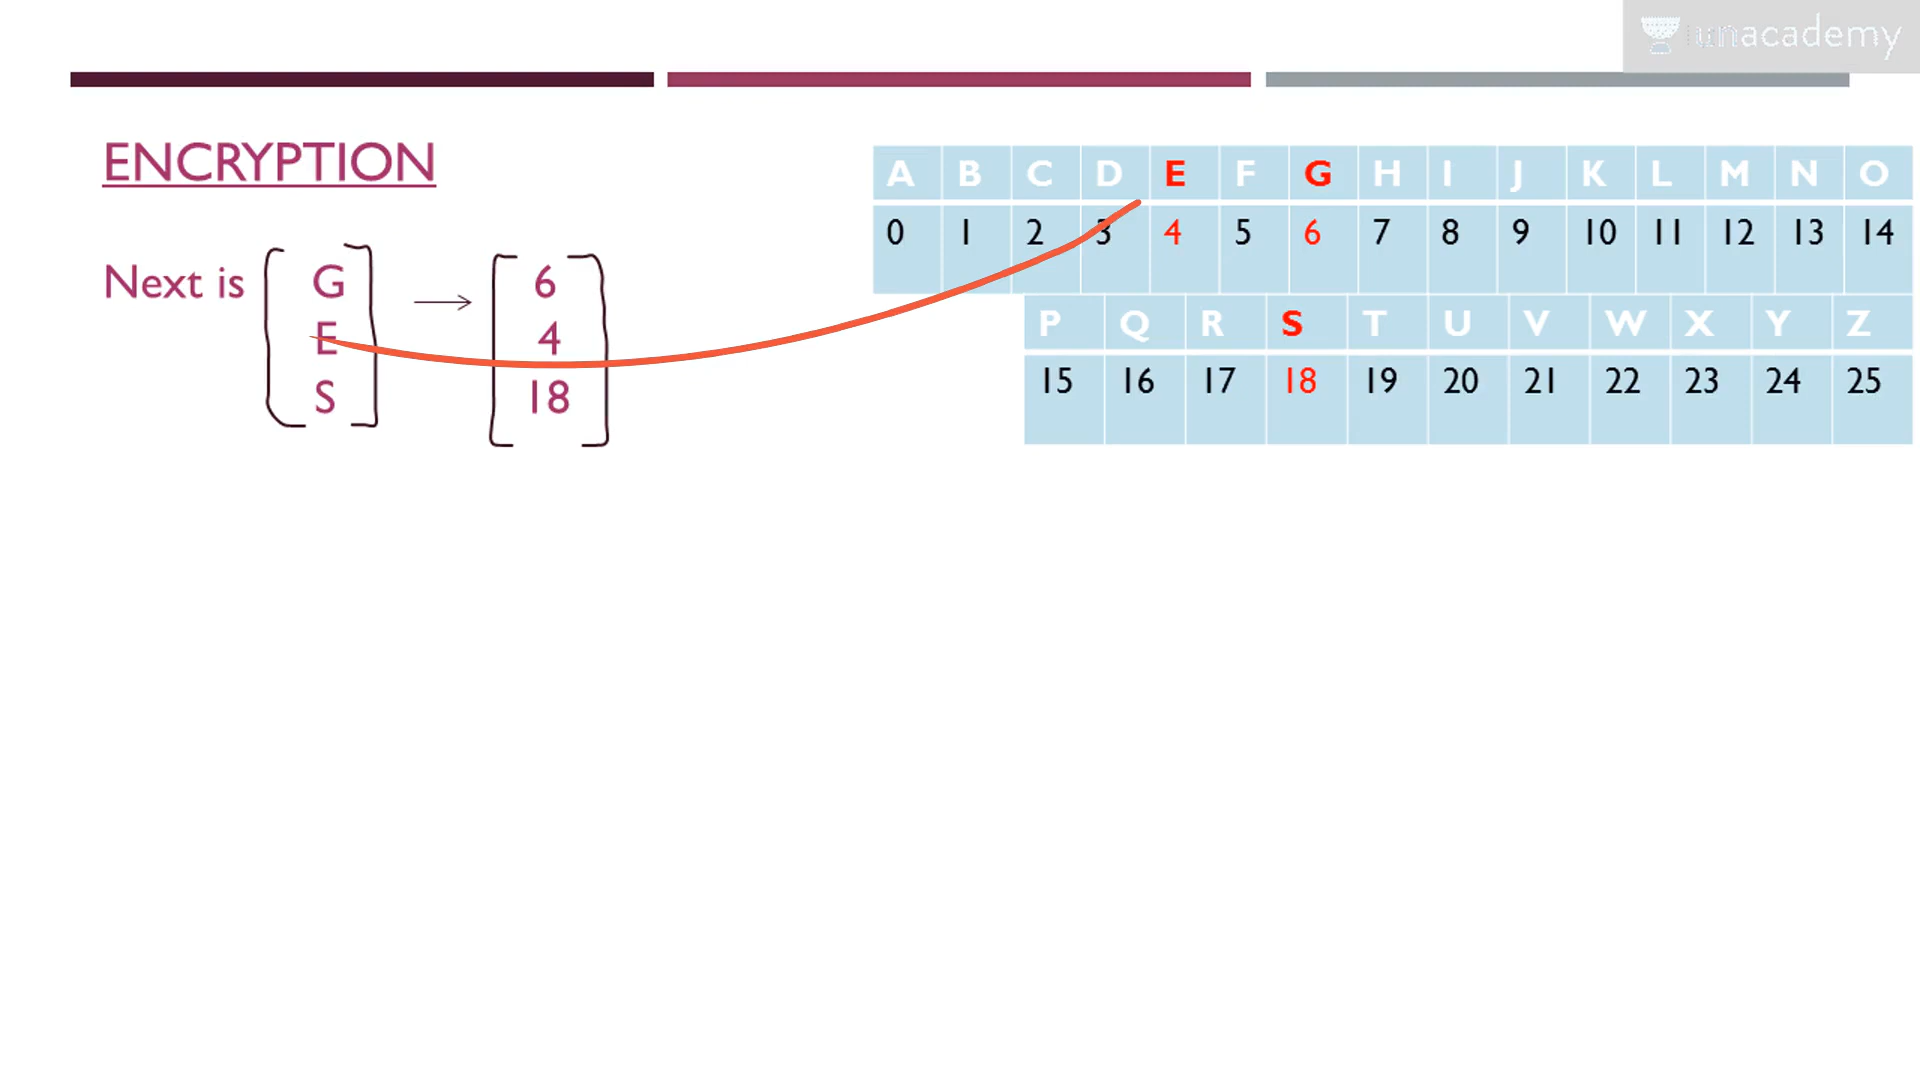 unacademy
ENCRYPTION
A B C D E F G H I J K L M N O
0 1 2 3 4 5 6 7 8 9 10 11 12 13 14
P Q R S T U V W X Y Z
15 16 17 18 19 20 21 22 23 24 25
Next is G → 6
E 4
S 18